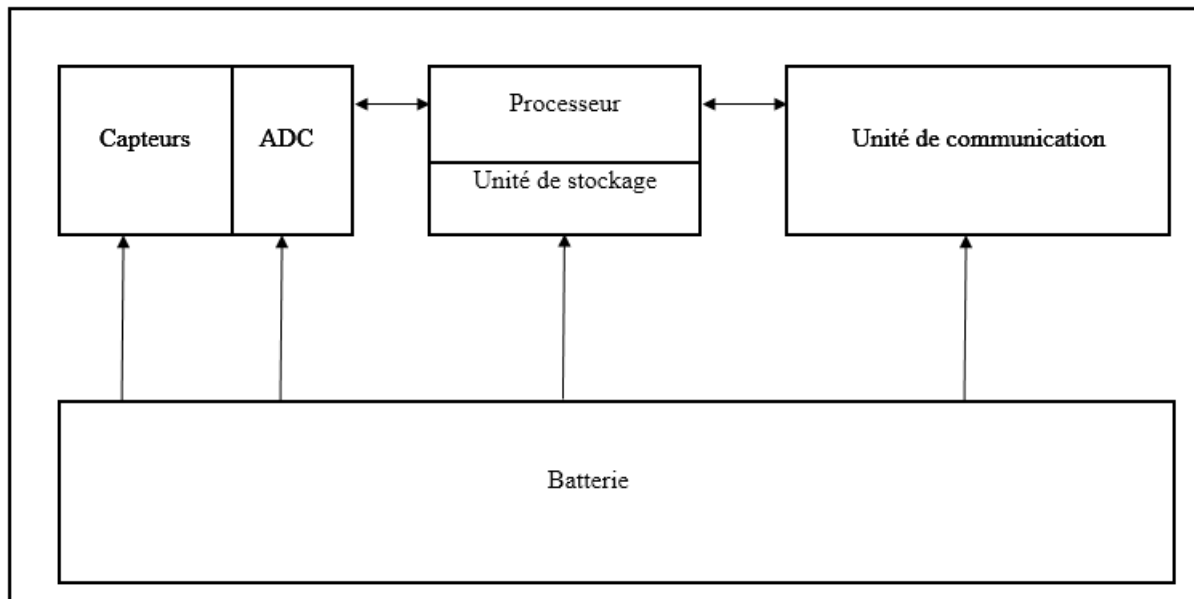 Capteurs
ADC
Processeur
Unité de stockage
Unité de communication
Batterie